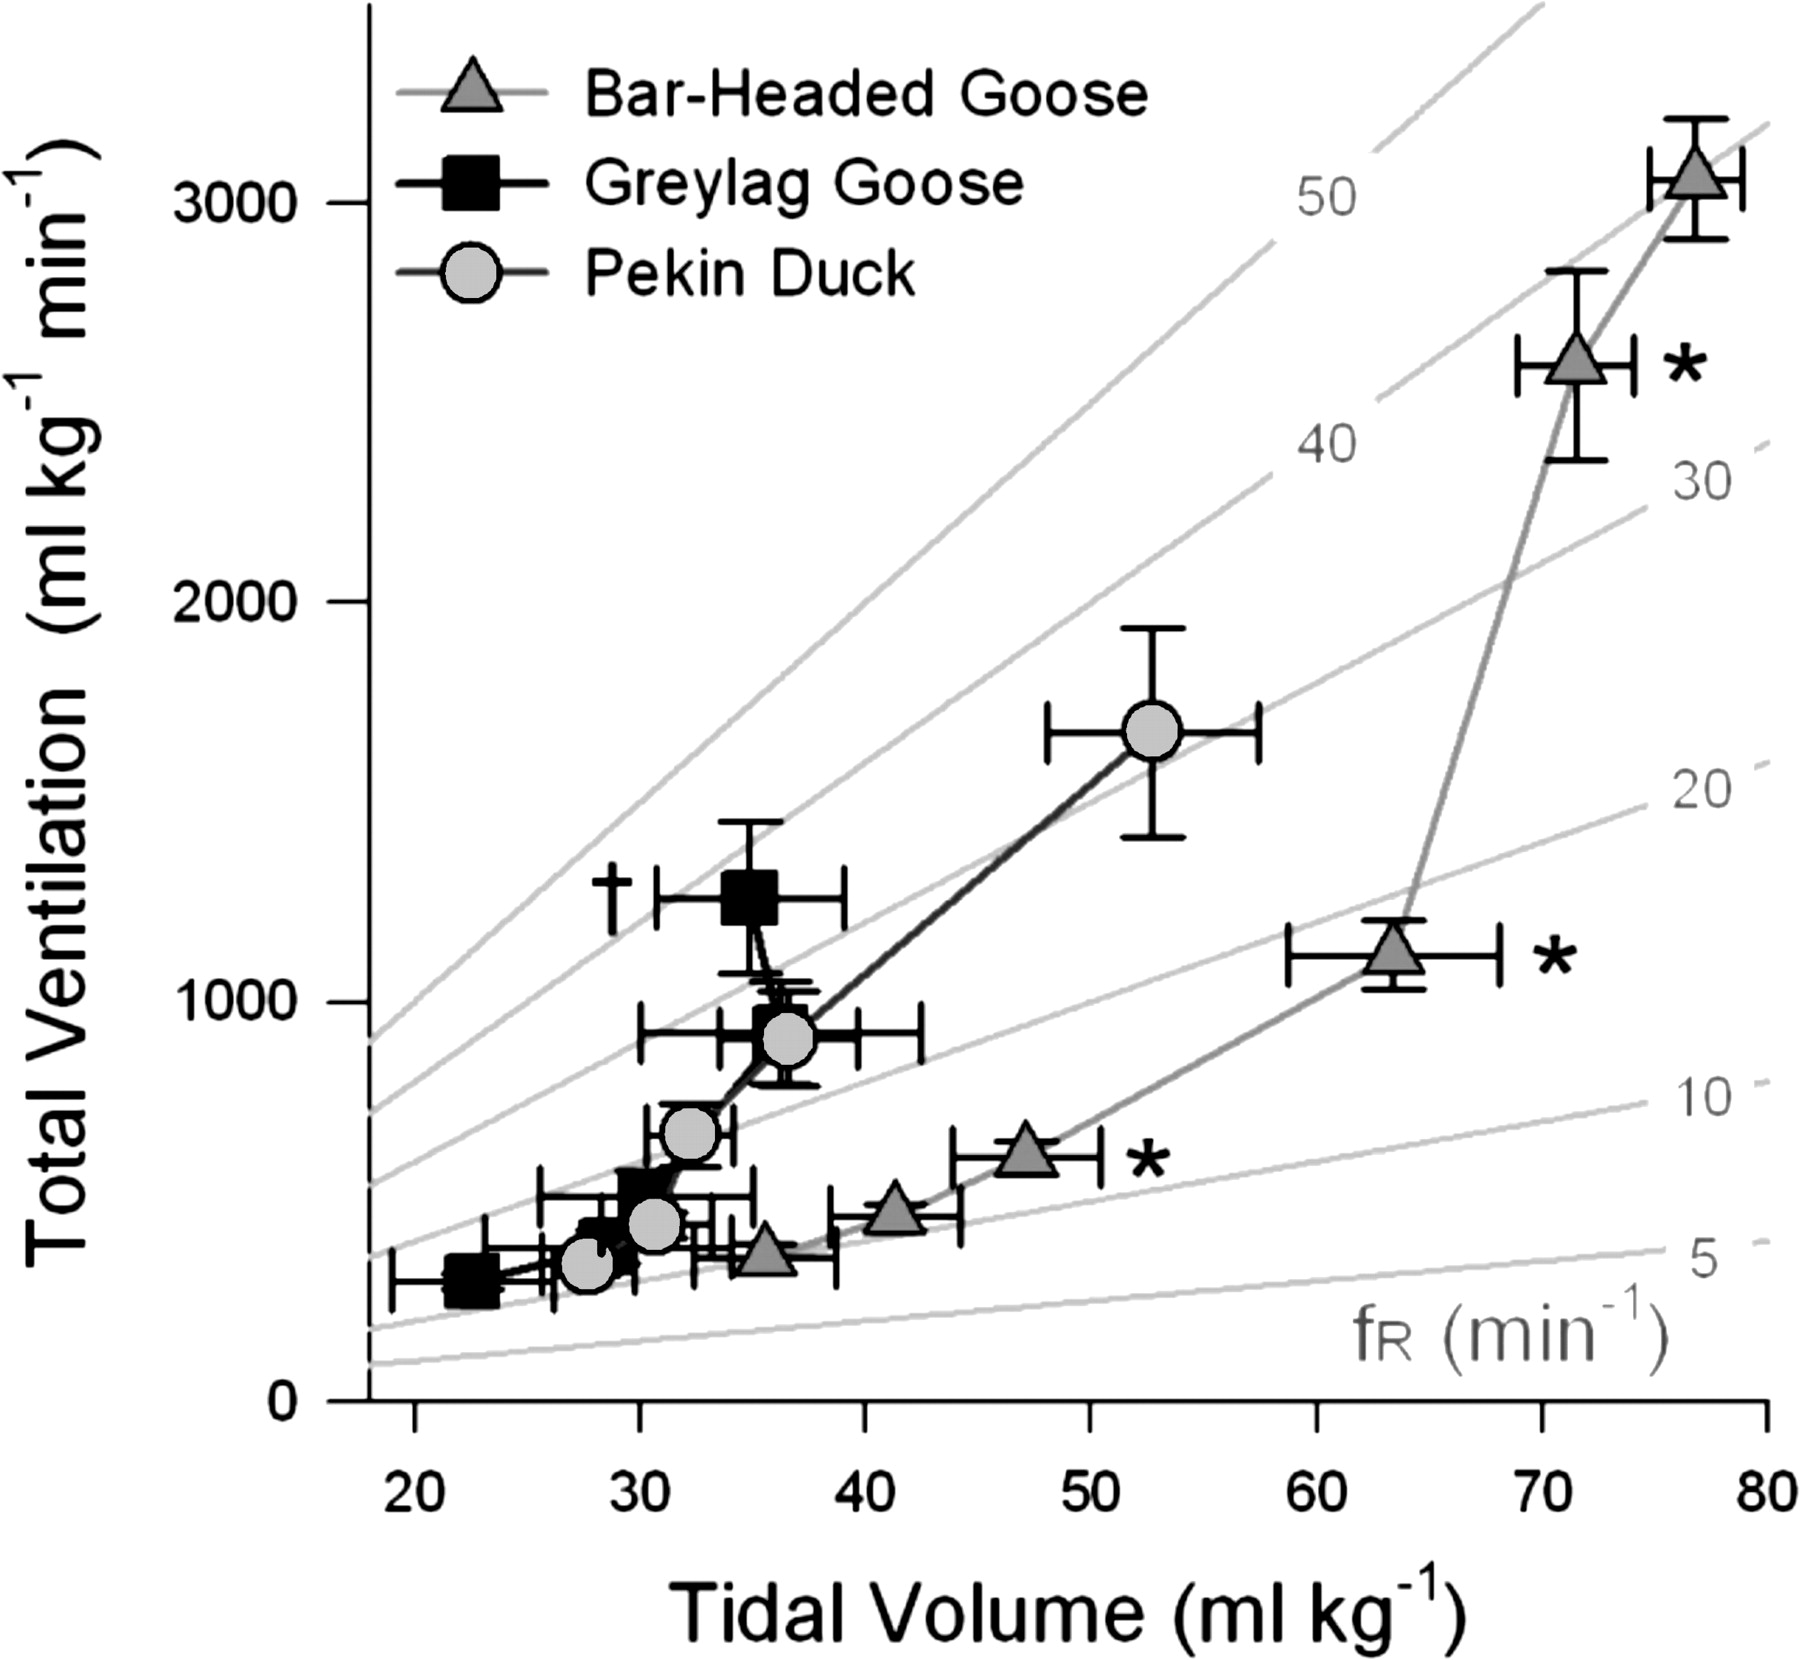 Bar-Headed Goose
Greylag Goose
Pekin Duck
Total Ventilation (ml kg⁻¹ min⁻¹)
3000
2000
1000
0
50
40
30
20
10
5
*
*
*
†
fR (min⁻¹)
20 30 40 50 60 70 80
Tidal Volume (ml kg⁻¹)